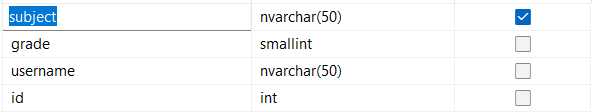 subject nvarchar(50)
grade smallint
username nvarchar(50)
id int